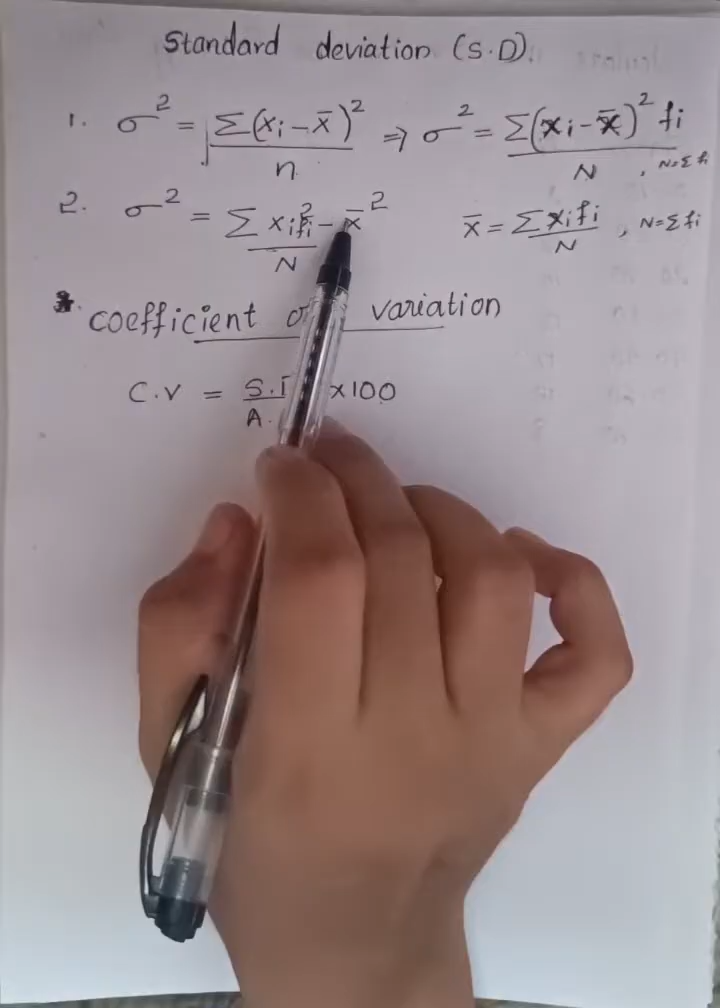 Standard deviation (S.D)
1. σ² = √Σ(xi - x̄)²/n ⇒ σ² = Σ(xi - x̄)² fi/N , N=Σfi
2. σ² = Σxi²fi/N - x̄² x̄ = Σxifi/N , N=Σfi
coefficient variation
C.V = S. A. ×100